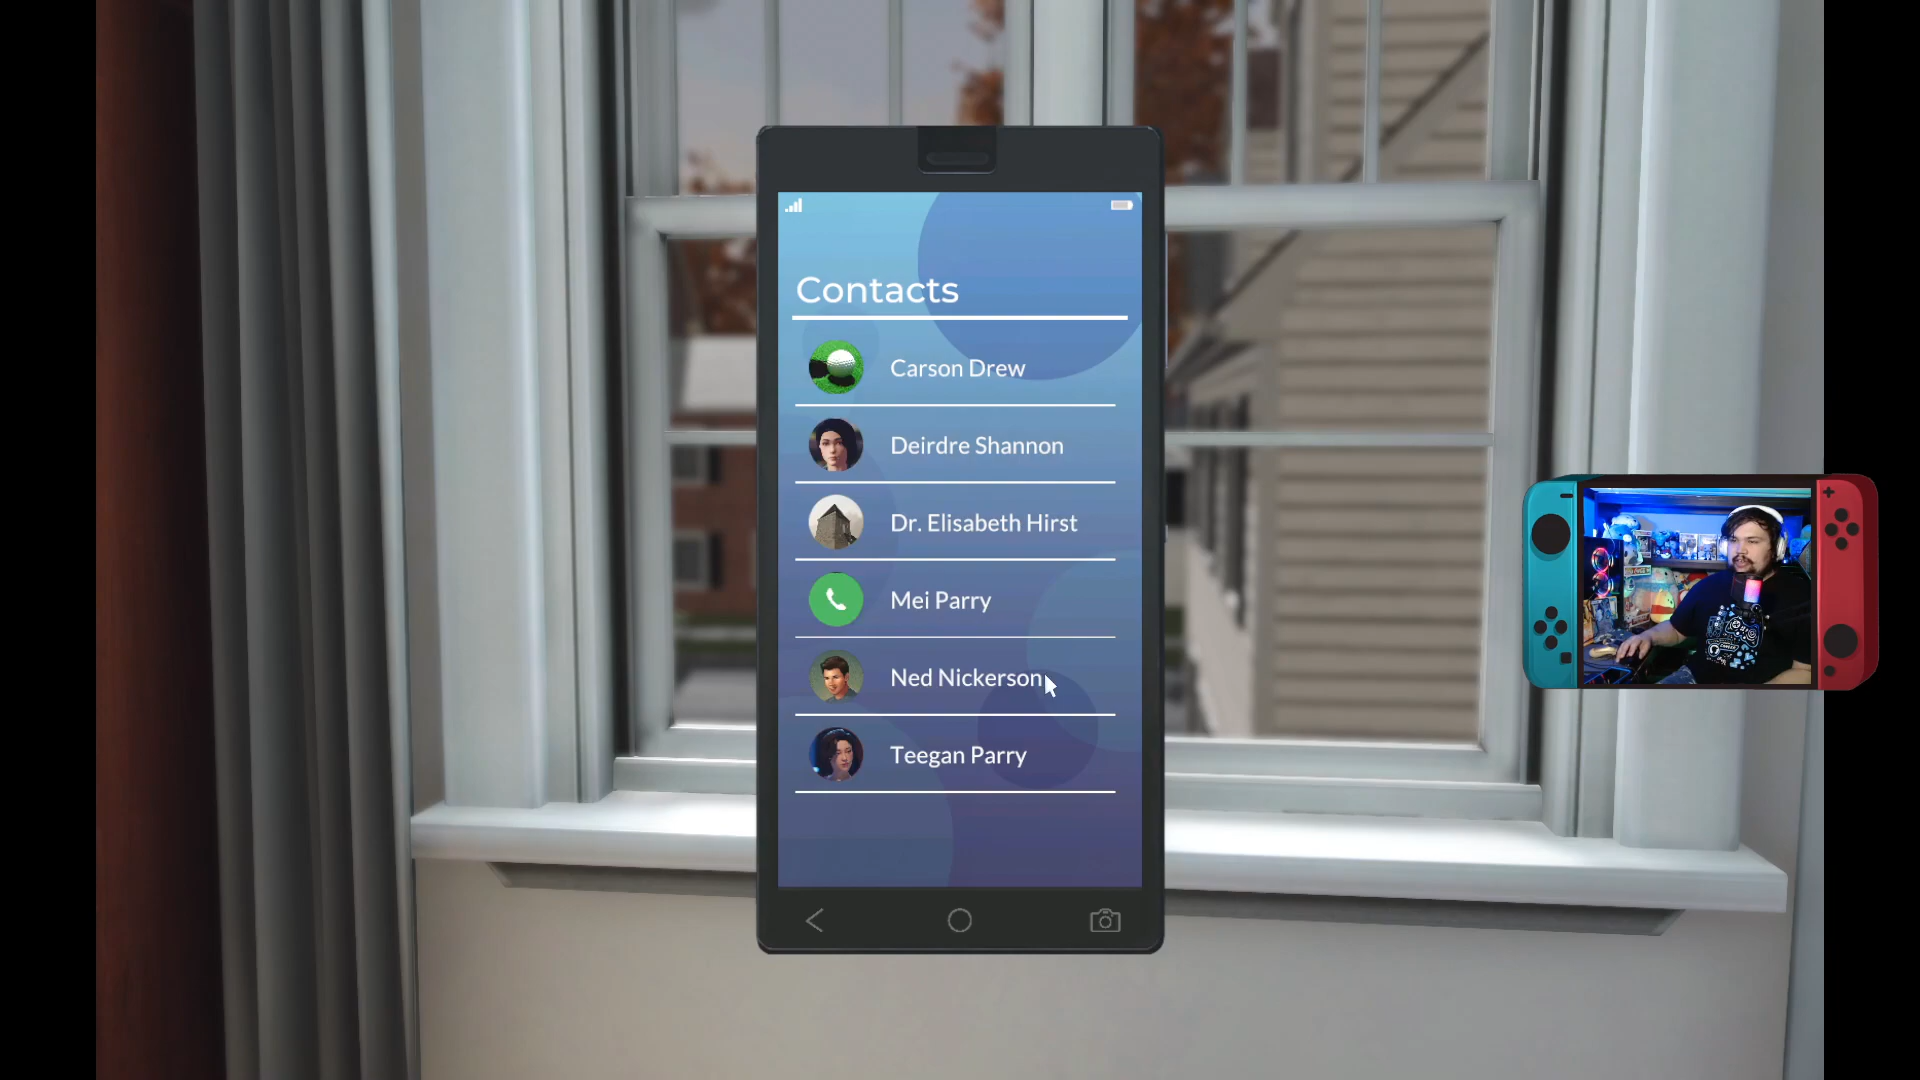 Contacts
Carson Drew
Deirdre Shannon
Dr. Elisabeth Hirst
Mei Parry
Ned Nickerson
Teegan Parry